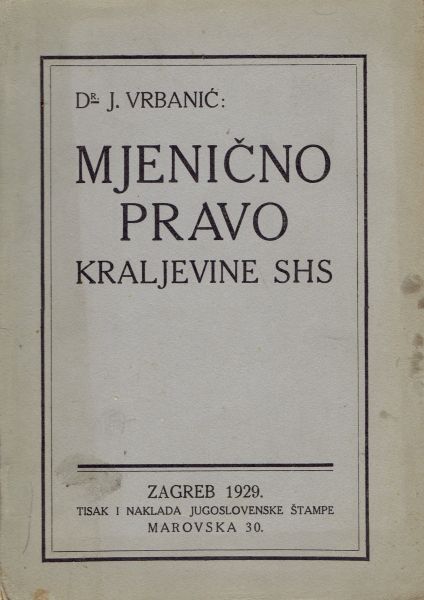 Dr. J. VRBANIĆ:
MJENIČNO
PRAVO
KRALJEVINE SHS
ZAGREB 1929.
TISAK I NAKLADA JUGOSLOVENSKE ŠTAMPE
MAROVSKA 30.